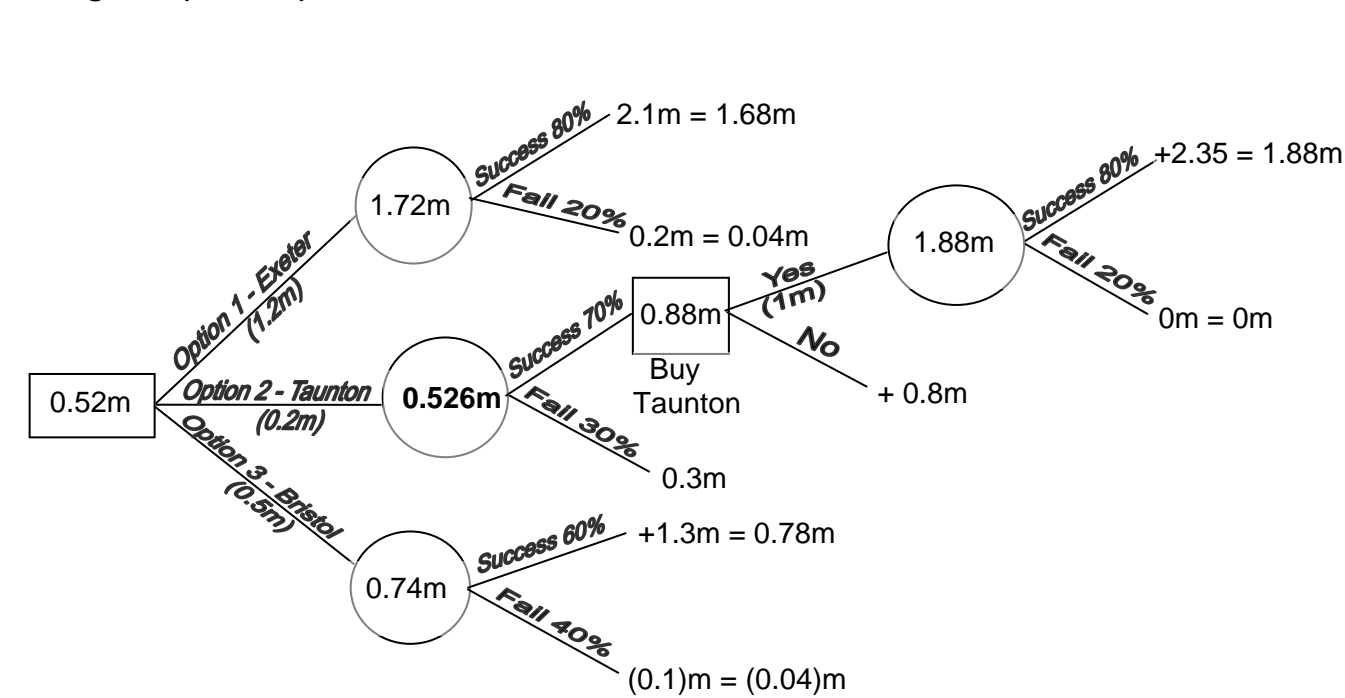 2.1m = 1.68m
Success 80%
1.72m
Fail 20%
0.2m = 0.04m
Option 1 - Exeter
(1.2m)
+2.35 = 1.88m
Success 80%
1.88m
Fail 20%
0m = 0m
Yes
(1m)
0.88m
No
Buy
Taunton
+ 0.8m
Success 70%
0.52m
Option 2 - Taunton
(0.2m)
0.526m
Fail 30%
0.3m
Option 3 - Bristol
(0.5m)
Success 60%
+1.3m = 0.78m
0.74m
Fail 40%
(0.1)m = (0.04)m